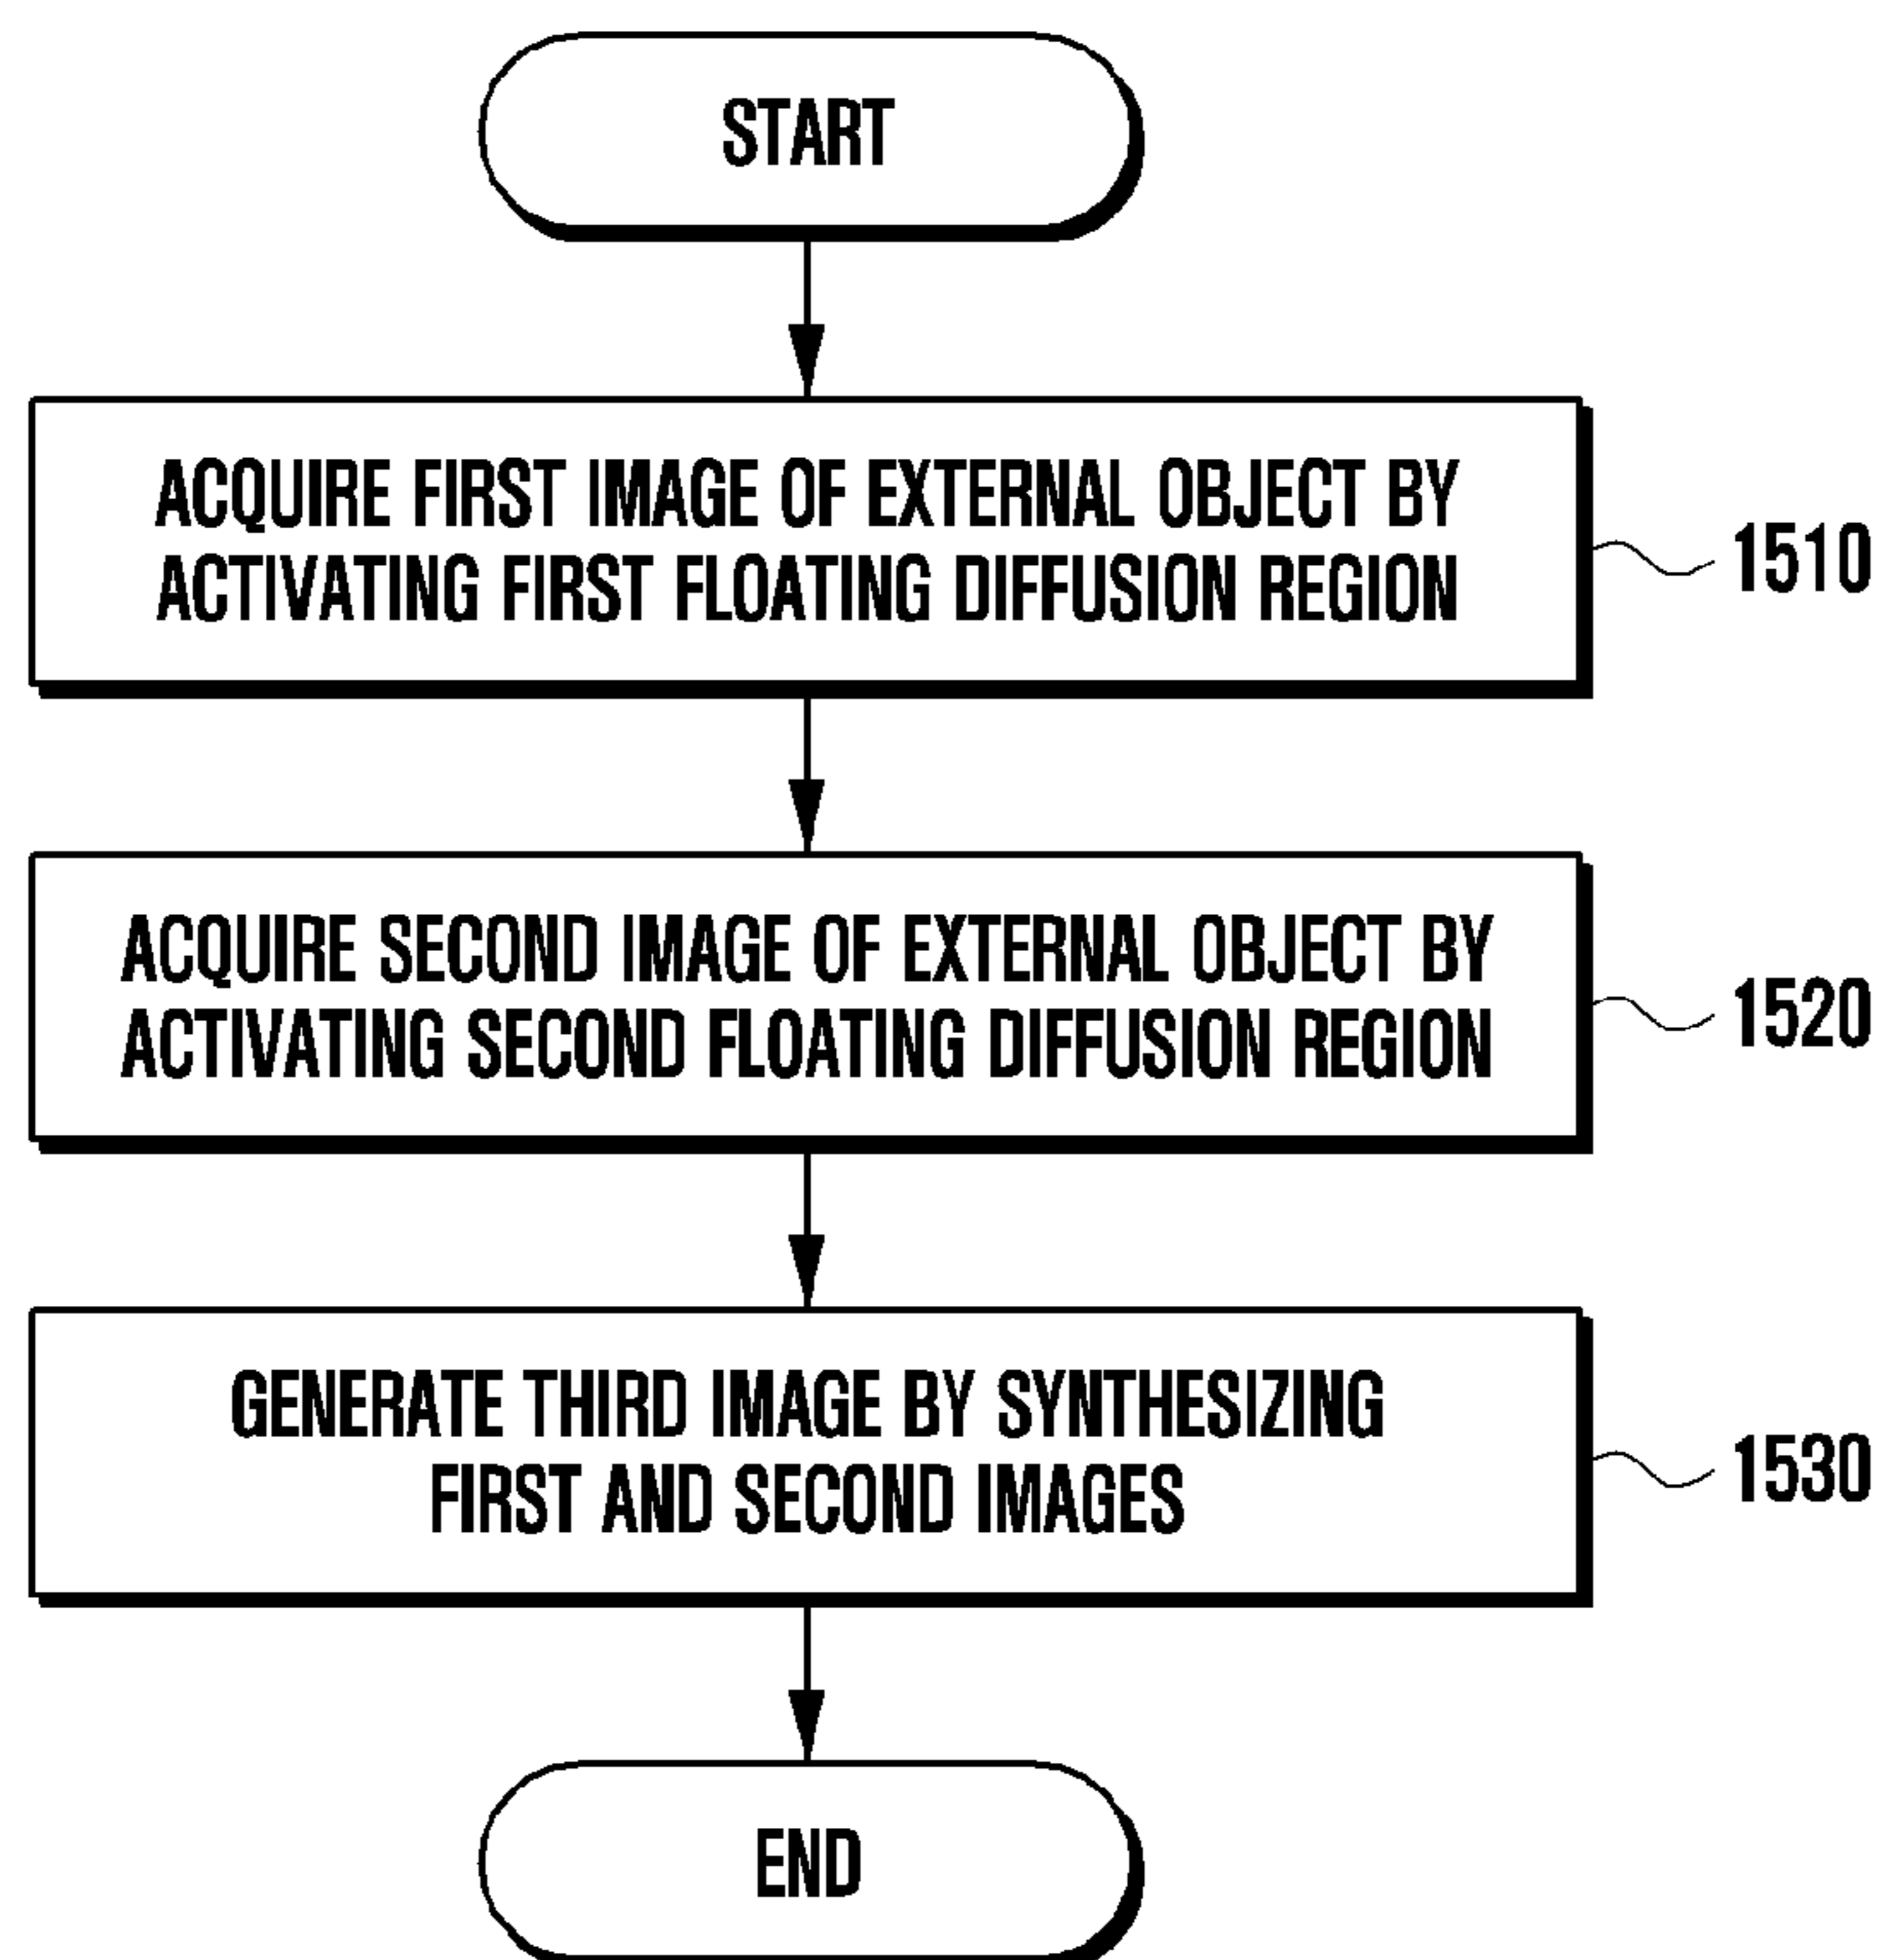 START
ACQUIRE FIRST IMAGE OF EXTERNAL OBJECT BY
ACTIVATING FIRST FLOATING DIFFUSION REGION
1510
ACQUIRE SECOND IMAGE OF EXTERNAL OBJECT BY
ACTIVATING SECOND FLOATING DIFFUSION REGION
1520
GENERATE THIRD IMAGE BY SYNTHESIZING
FIRST AND SECOND IMAGES
1530
END